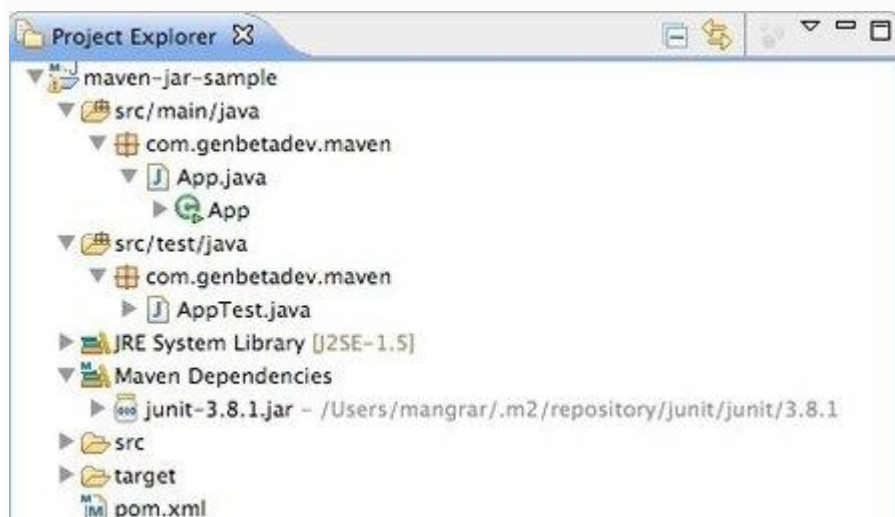 Project Explorer
maven-jar-sample
src/main/java
com.genbetadev.maven
App.java
App
src/test/java
com.genbetadev.maven
AppTest.java
JRE System Library [J2SE-1.5]
Maven Dependencies
junit-3.8.1.jar - /Users/mangrar/.m2/repository/junit/junit/3.8.1
src
target
pom.xml